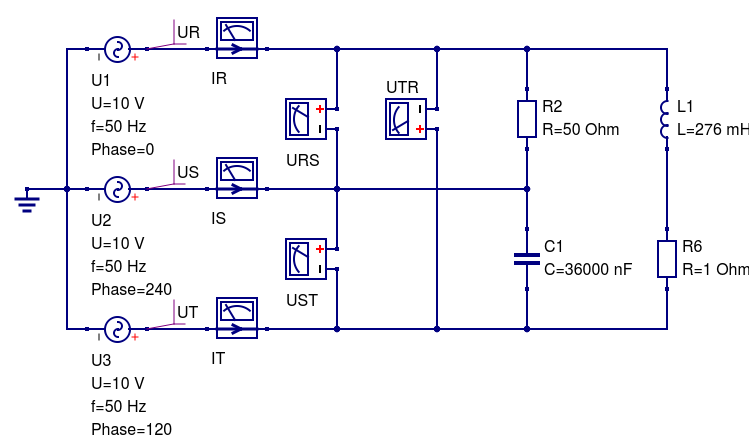 UR
IR
U1
U=10 V
f=50 Hz
Phase=0
URS
UTR
R2
R=50 Ohm
L1
L=276 mH
US
IS
U2
U=10 V
f=50 Hz
Phase=240
UST
C1
C=36000 nF
R6
R=1 Ohm
UT
IT
U3
U=10 V
f=50 Hz
Phase=120